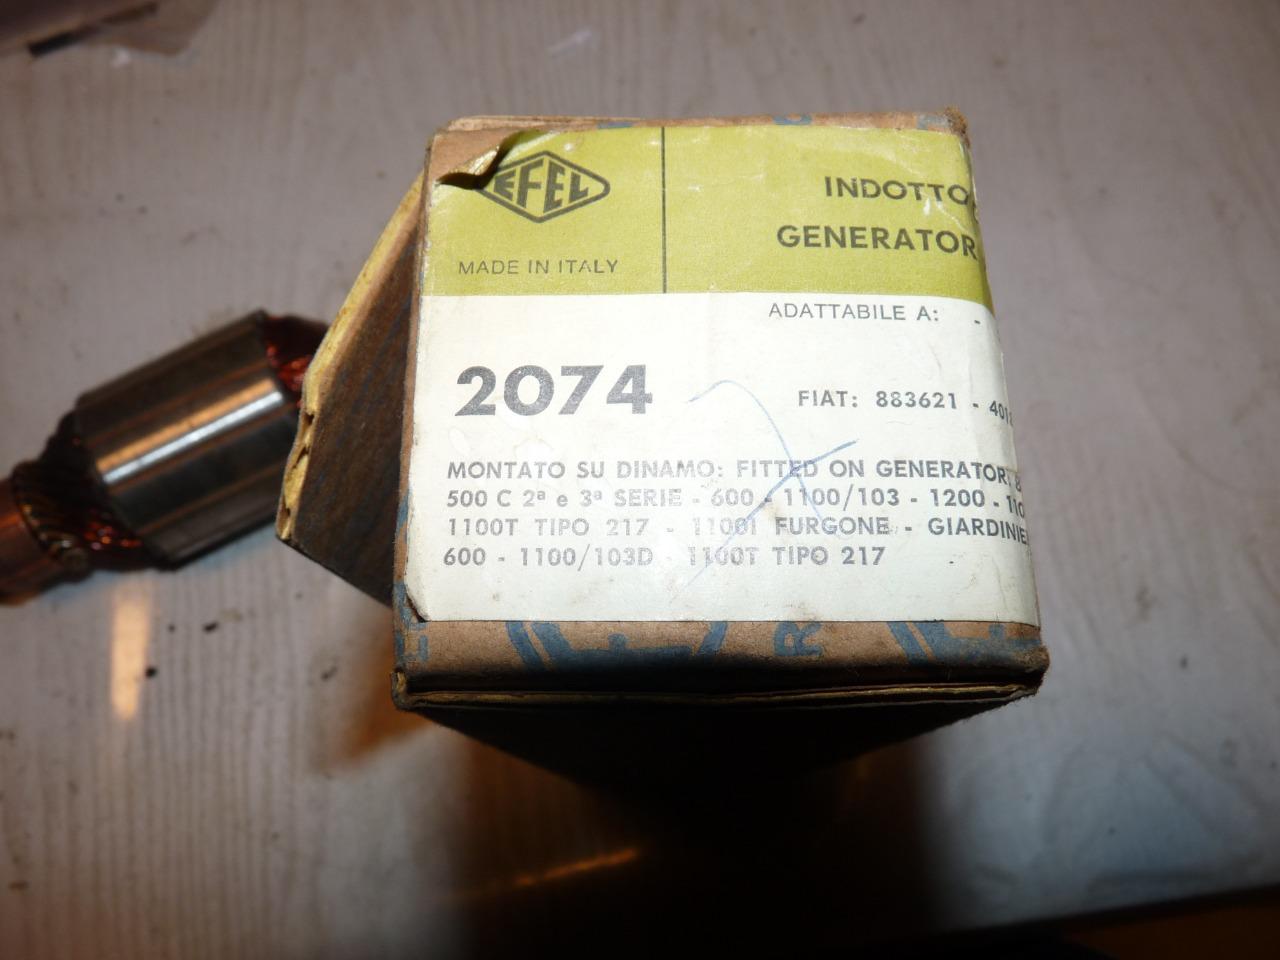 EFEL
MADE IN ITALY
INDOTTO
GENERATOR
ADATTABILE A: -
2074
FIAT: 883621 -
MONTATO SU DINAMO: FITTED ON GENERATOR:
500 C 2ª e 3ª SERIE - 600 - 1100/103 - 1200 -
1100T TIPO 217 - 1100I FURGONE -
600 - 1100/103D - 1100T TIPO 217